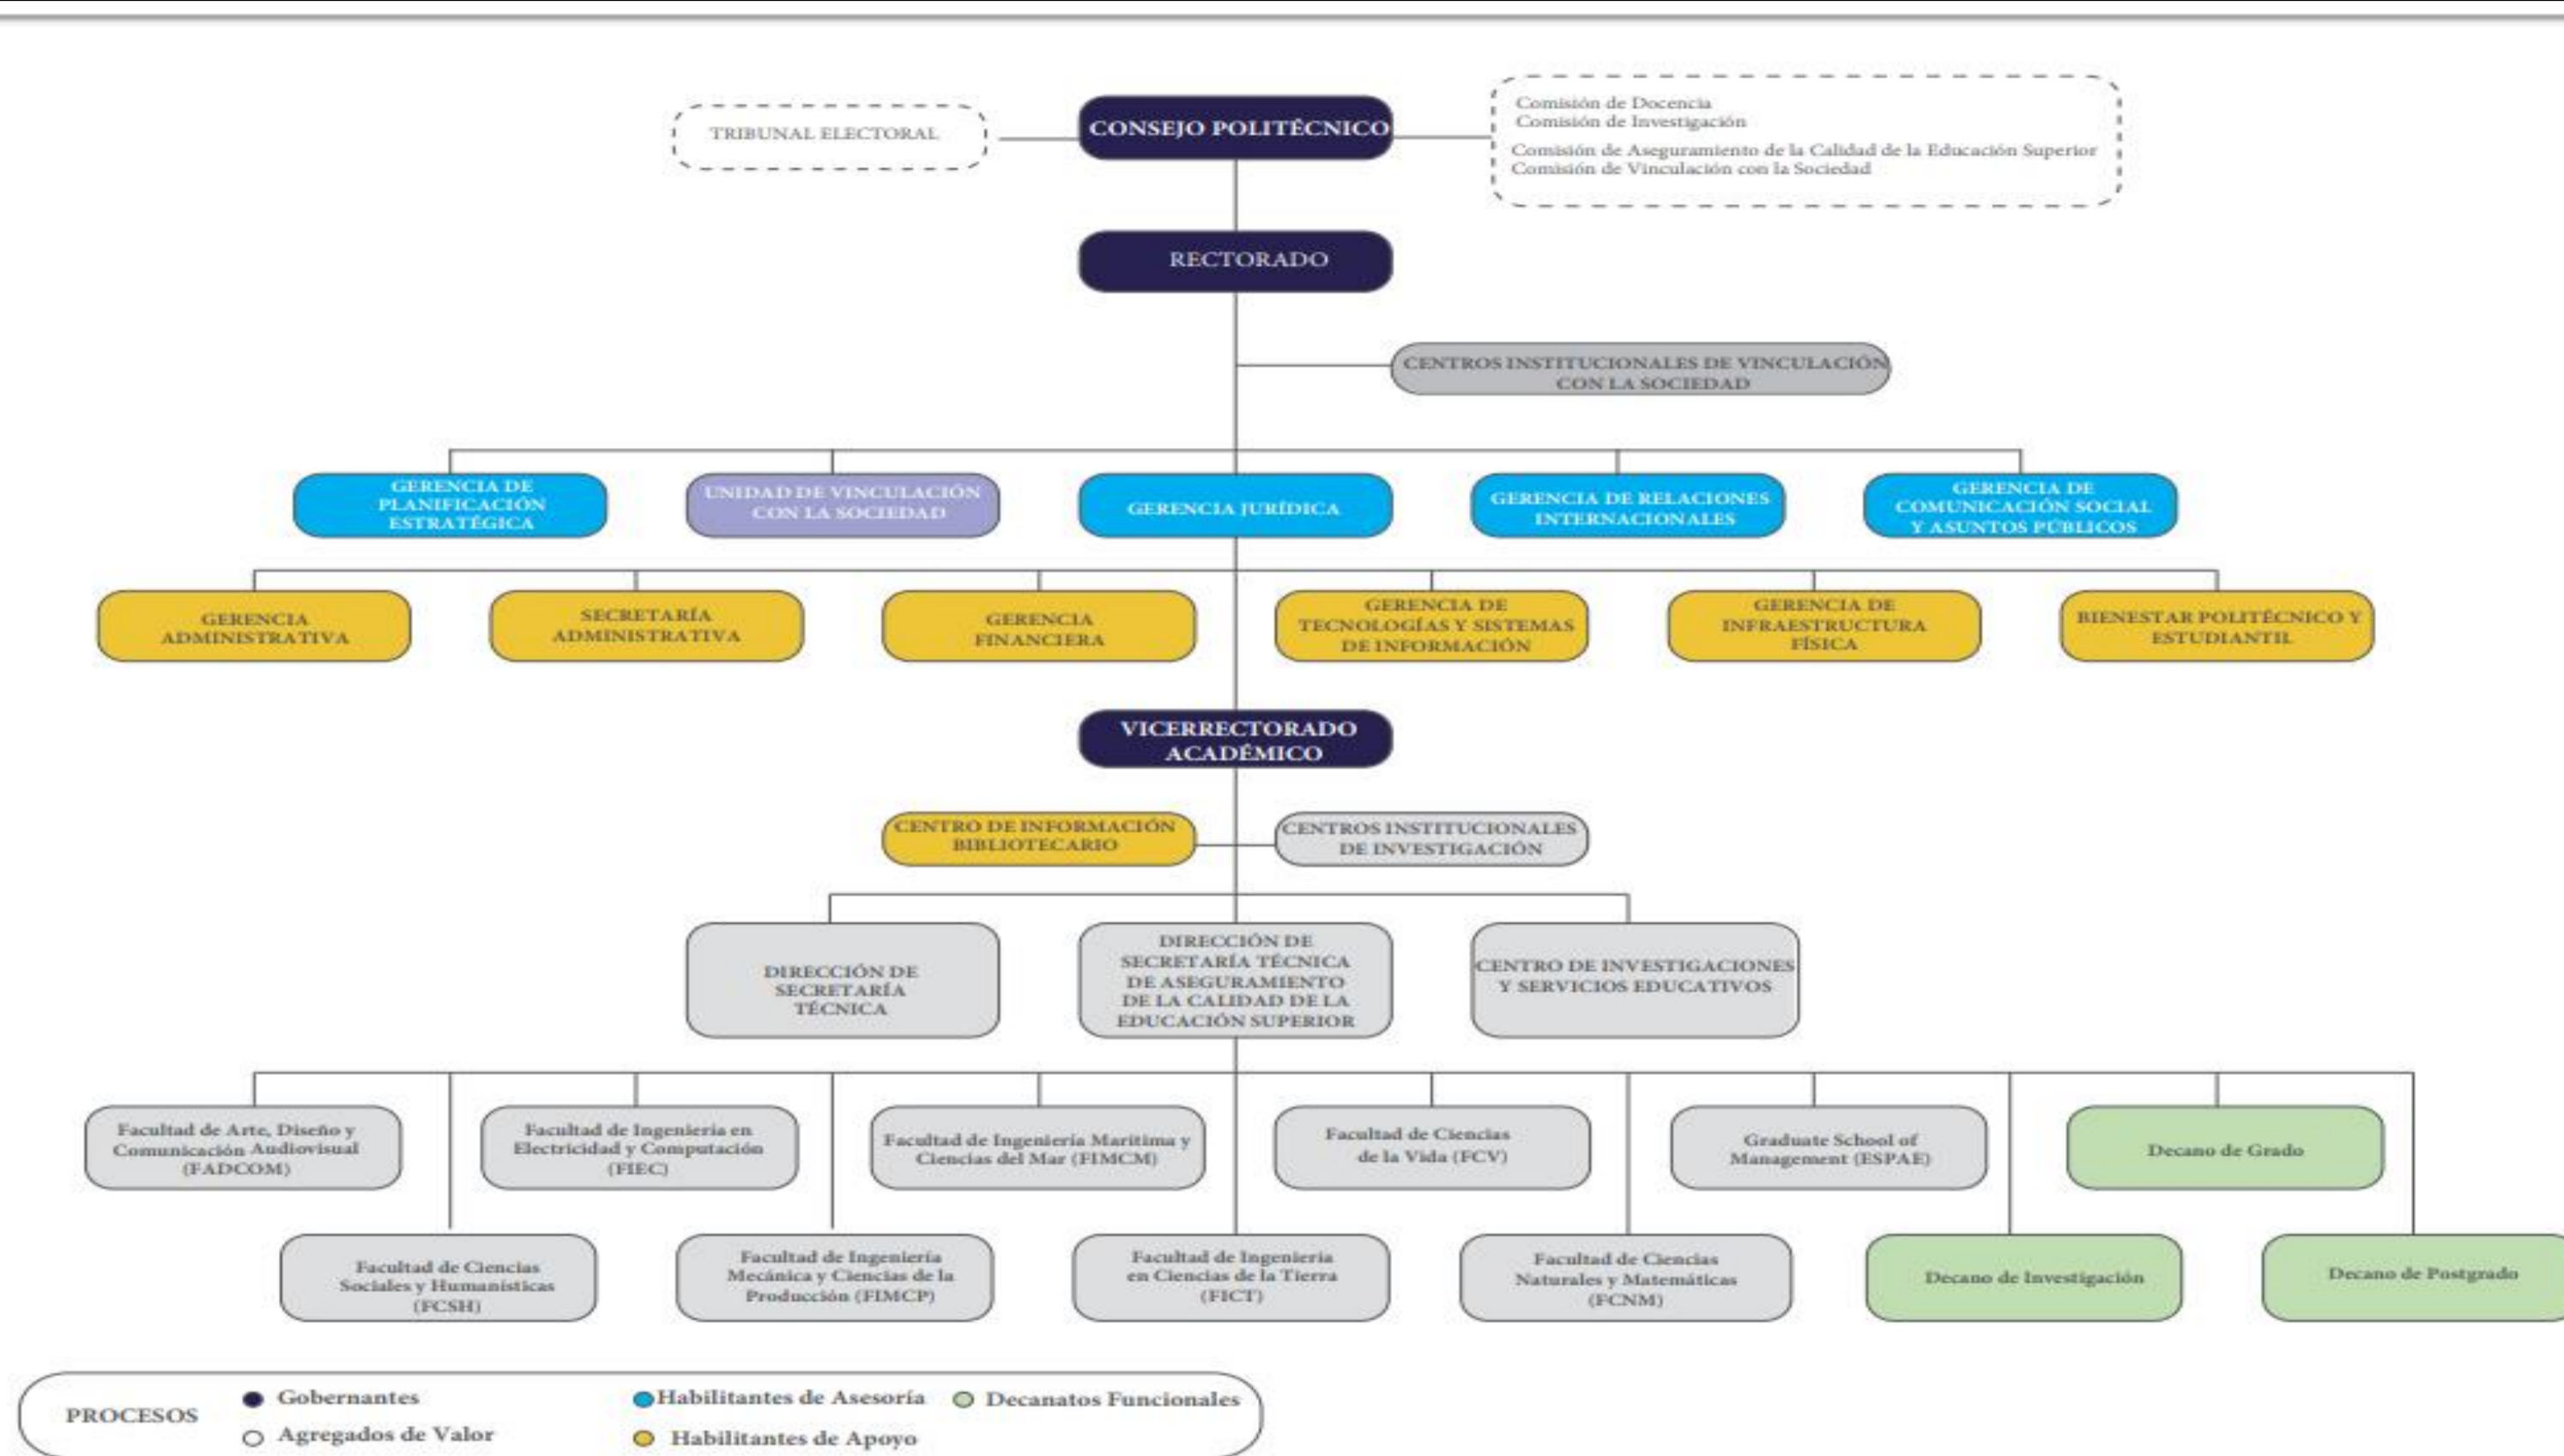 TRIBUNAL ELECTORAL
CONSEJO POLITÉCNICO
Comisión de Docencia
Comisión de Investigación
Comisión de Aseguramiento de la Calidad de la Educación Superior
Comisión de Vinculación con la Sociedad
RECTORADO
CENTROS INSTITUCIONALES DE VINCULACIÓN
CON LA SOCIEDAD
GERENCIA DE
PLANIFICACIÓN
ESTRATÉGICA
UNIDAD DE VINCULACIÓN
CON LA SOCIEDAD
GERENCIA JURÍDICA
GERENCIA DE RELACIONES
INTERNACIONALES
GERENCIA DE
COMUNICACIÓN SOCIAL
Y ASUNTOS PÚBLICOS
GERENCIA
ADMINISTRATIVA
SECRETARÍA
ADMINISTRATIVA
GERENCIA
FINANCIERA
GERENCIA DE
TECNOLOGÍAS Y SISTEMAS
DE INFORMACIÓN
GERENCIA DE
INFRAESTRUCTURA
FÍSICA
BIENESTAR POLITÉCNICO Y
ESTUDIANTIL
VICERRECTORADO
ACADÉMICO
CENTRO DE INFORMACIÓN
BIBLIOTECARIO
CENTROS INSTITUCIONALES
DE INVESTIGACIÓN
DIRECCIÓN DE
SECRETARÍA
TÉCNICA
DIRECCIÓN DE
SECRETARÍA TÉCNICA
DE ASEGURAMIENTO
DE LA CALIDAD DE LA
EDUCACIÓN SUPERIOR
CENTRO DE INVESTIGACIONES
Y SERVICIOS EDUCATIVOS
Facultad de Arte, Diseño y
Comunicación Audiovisual
(FADCOM)
Facultad de Ingeniería en
Electricidad y Computación
(FIEC)
Facultad de Ingeniería Marítima y
Ciencias del Mar (FIMCM)
Facultad de Ciencias
de la Vida (FCV)
Graduate School of
Management (ESPAE)
Decano de Grado
Facultad de Ciencias
Sociales y Humanísticas
(FCSH)
Facultad de Ingeniería
Mecánica y Ciencias de la
Producción (FIMCP)
Facultad de Ingeniería
en Ciencias de la Tierra
(FICT)
Facultad de Ciencias
Naturales y Matemáticas
(FCNM)
Decano de Investigación
Decano de Postgrado
PROCESOS
Gobernantes
Habilitantes de Asesoría
Decanatos Funcionales
Agregados de Valor
Habilitantes de Apoyo